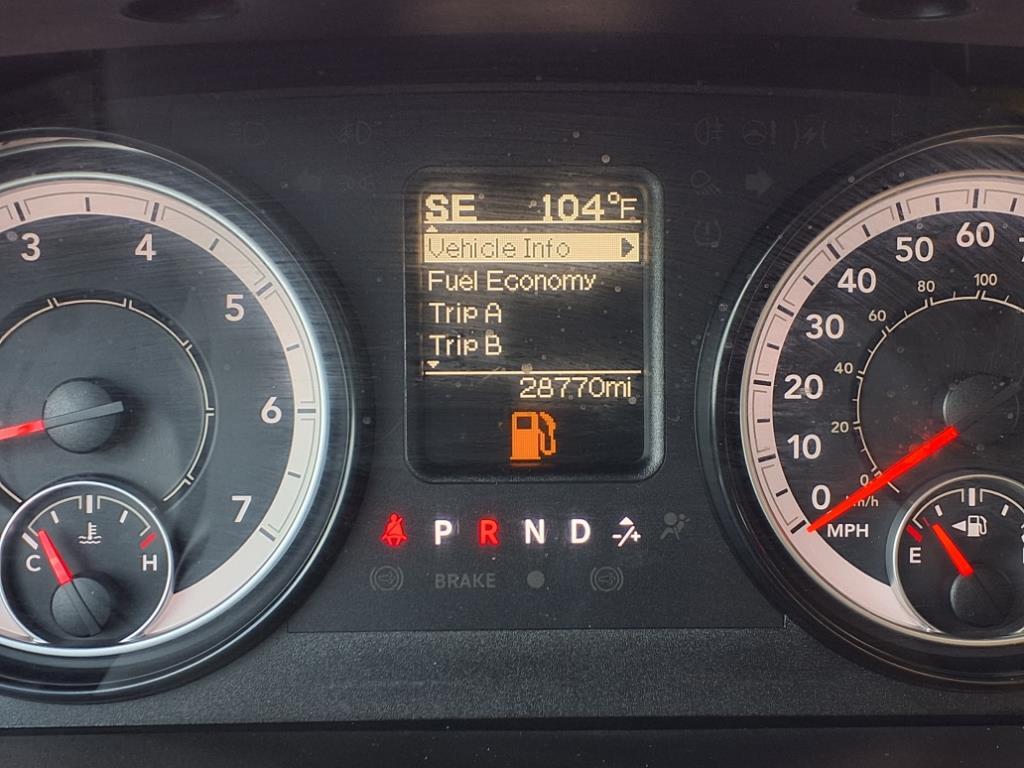 SE 104°F
Vehicle Info
Fuel Economy
Trip A
Trip B
28770mi
P R N D
BRAKE
3
4
5
6
7
C H
0
10
20
30
40
50
60
MPH
0
20
40
60
80
100
km/h
E